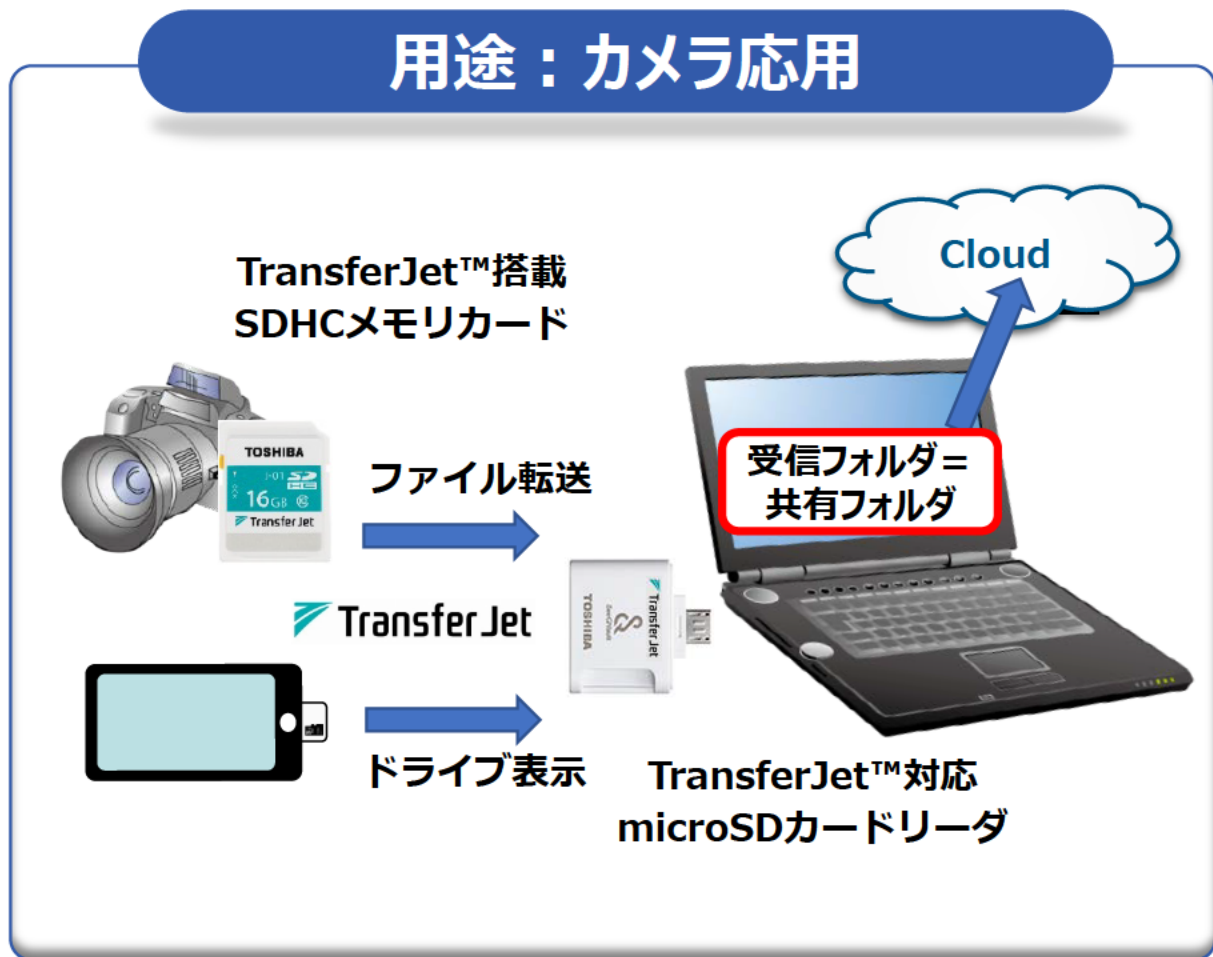 用途：カメラ応用
Cloud
TransferJet™搭載
SDHCメモリカード
TOSHIBA
SD
HC
16GB
TransferJet
ファイル転送
受信フォルダ＝
共有フォルダ
TransferJet
TransferJet
SeeQVault
TOSHIBA
ドライブ表示
TransferJet™対応
microSDカードリーダ